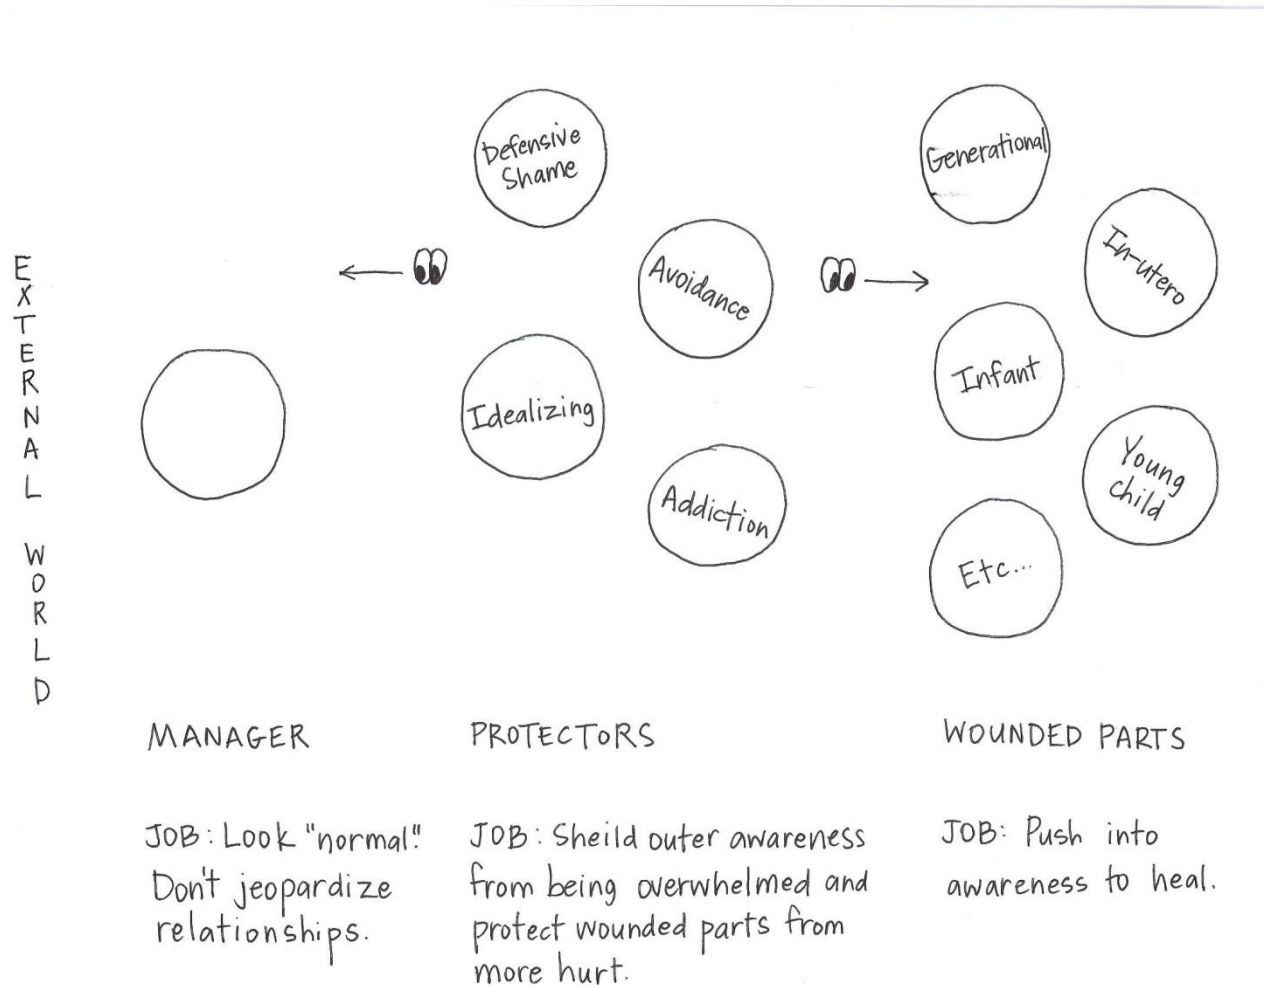 EXTERNAL WORLD
Defensive
Shame
Avoidance
Idealizing
Addiction
Generational
In-utero
Infant
Young
child
Etc...
MANAGER
JOB: Look "normal."
Don't jeopardize
relationships.
PROTECTORS
JOB: Sheild outer awareness
from being overwhelmed and
protect wounded parts from
more hurt.
WOUNDED PARTS
JOB: Push into
awareness to heal.